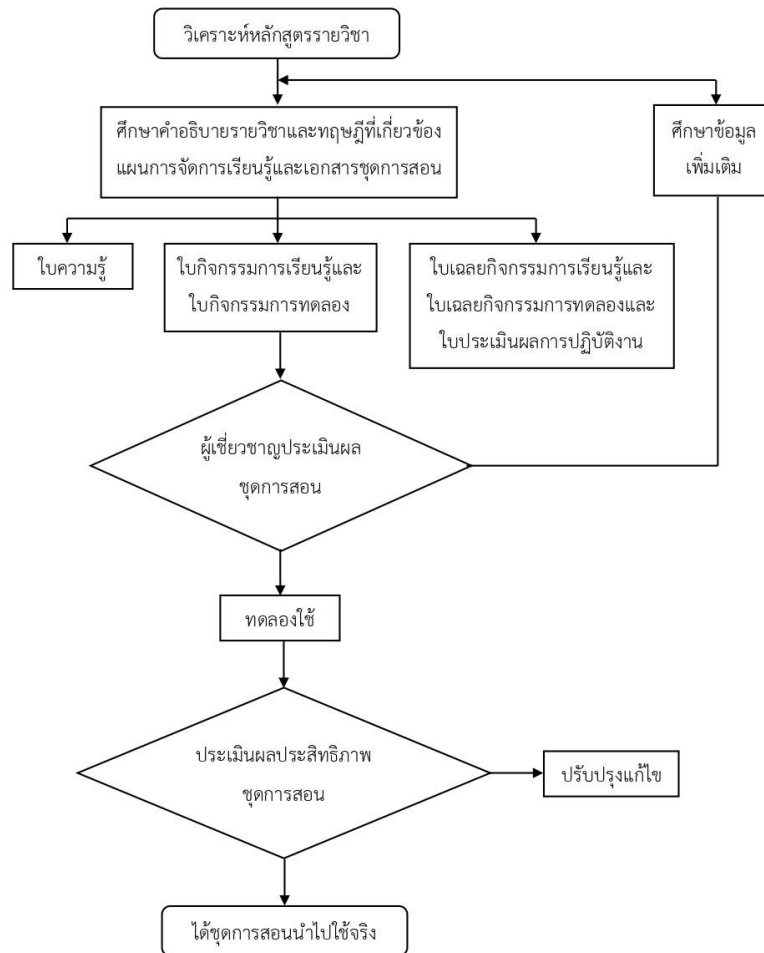 วิเคราะห์หลักสูตรรายวิชา
ศึกษาคำอธิบายรายวิชาและทฤษฎีที่เกี่ยวข้อง
แผนการจัดการเรียนรู้และเอกสารชุดการสอน
ศึกษาข้อมูล
เพิ่มเติม
ใบความรู้
ใบกิจกรรมการเรียนรู้และ
ใบกิจกรรมการทดลอง
ใบเฉลยกิจกรรมการเรียนรู้และ
ใบเฉลยกิจกรรมการทดลองและ
ใบประเมินผลการปฏิบัติงาน
ผู้เชี่ยวชาญประเมินผล
ชุดการสอน
ทดลองใช้
ประเมินผลประสิทธิภาพ
ชุดการสอน
ปรับปรุงแก้ไข
ได้ชุดการสอนนำไปใช้จริง